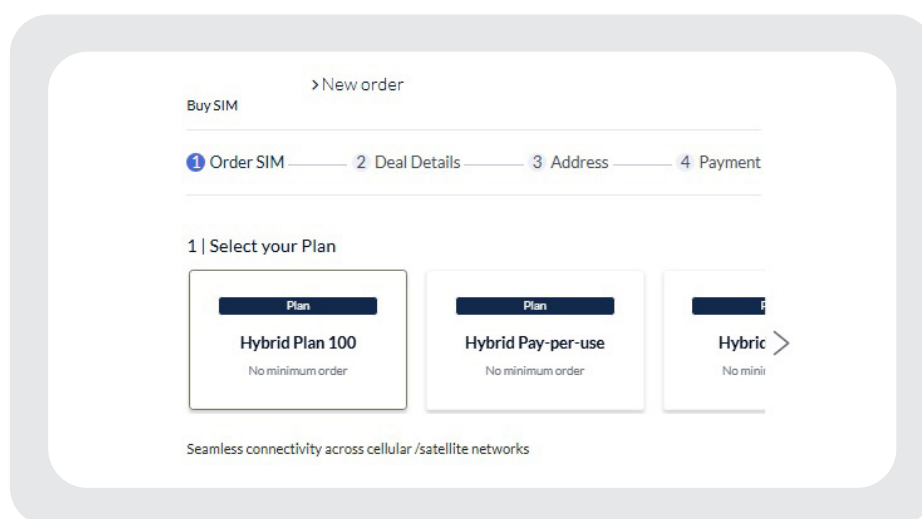 >New order
Buy SIM
1 Order SIM 2 Deal Details 3 Address 4 Payment
1 | Select your Plan
Plan Plan
Hybrid Plan 100 Hybrid Pay-per-use
No minimum order No minimum order No
Seamless connectivity across cellular /satellite networks